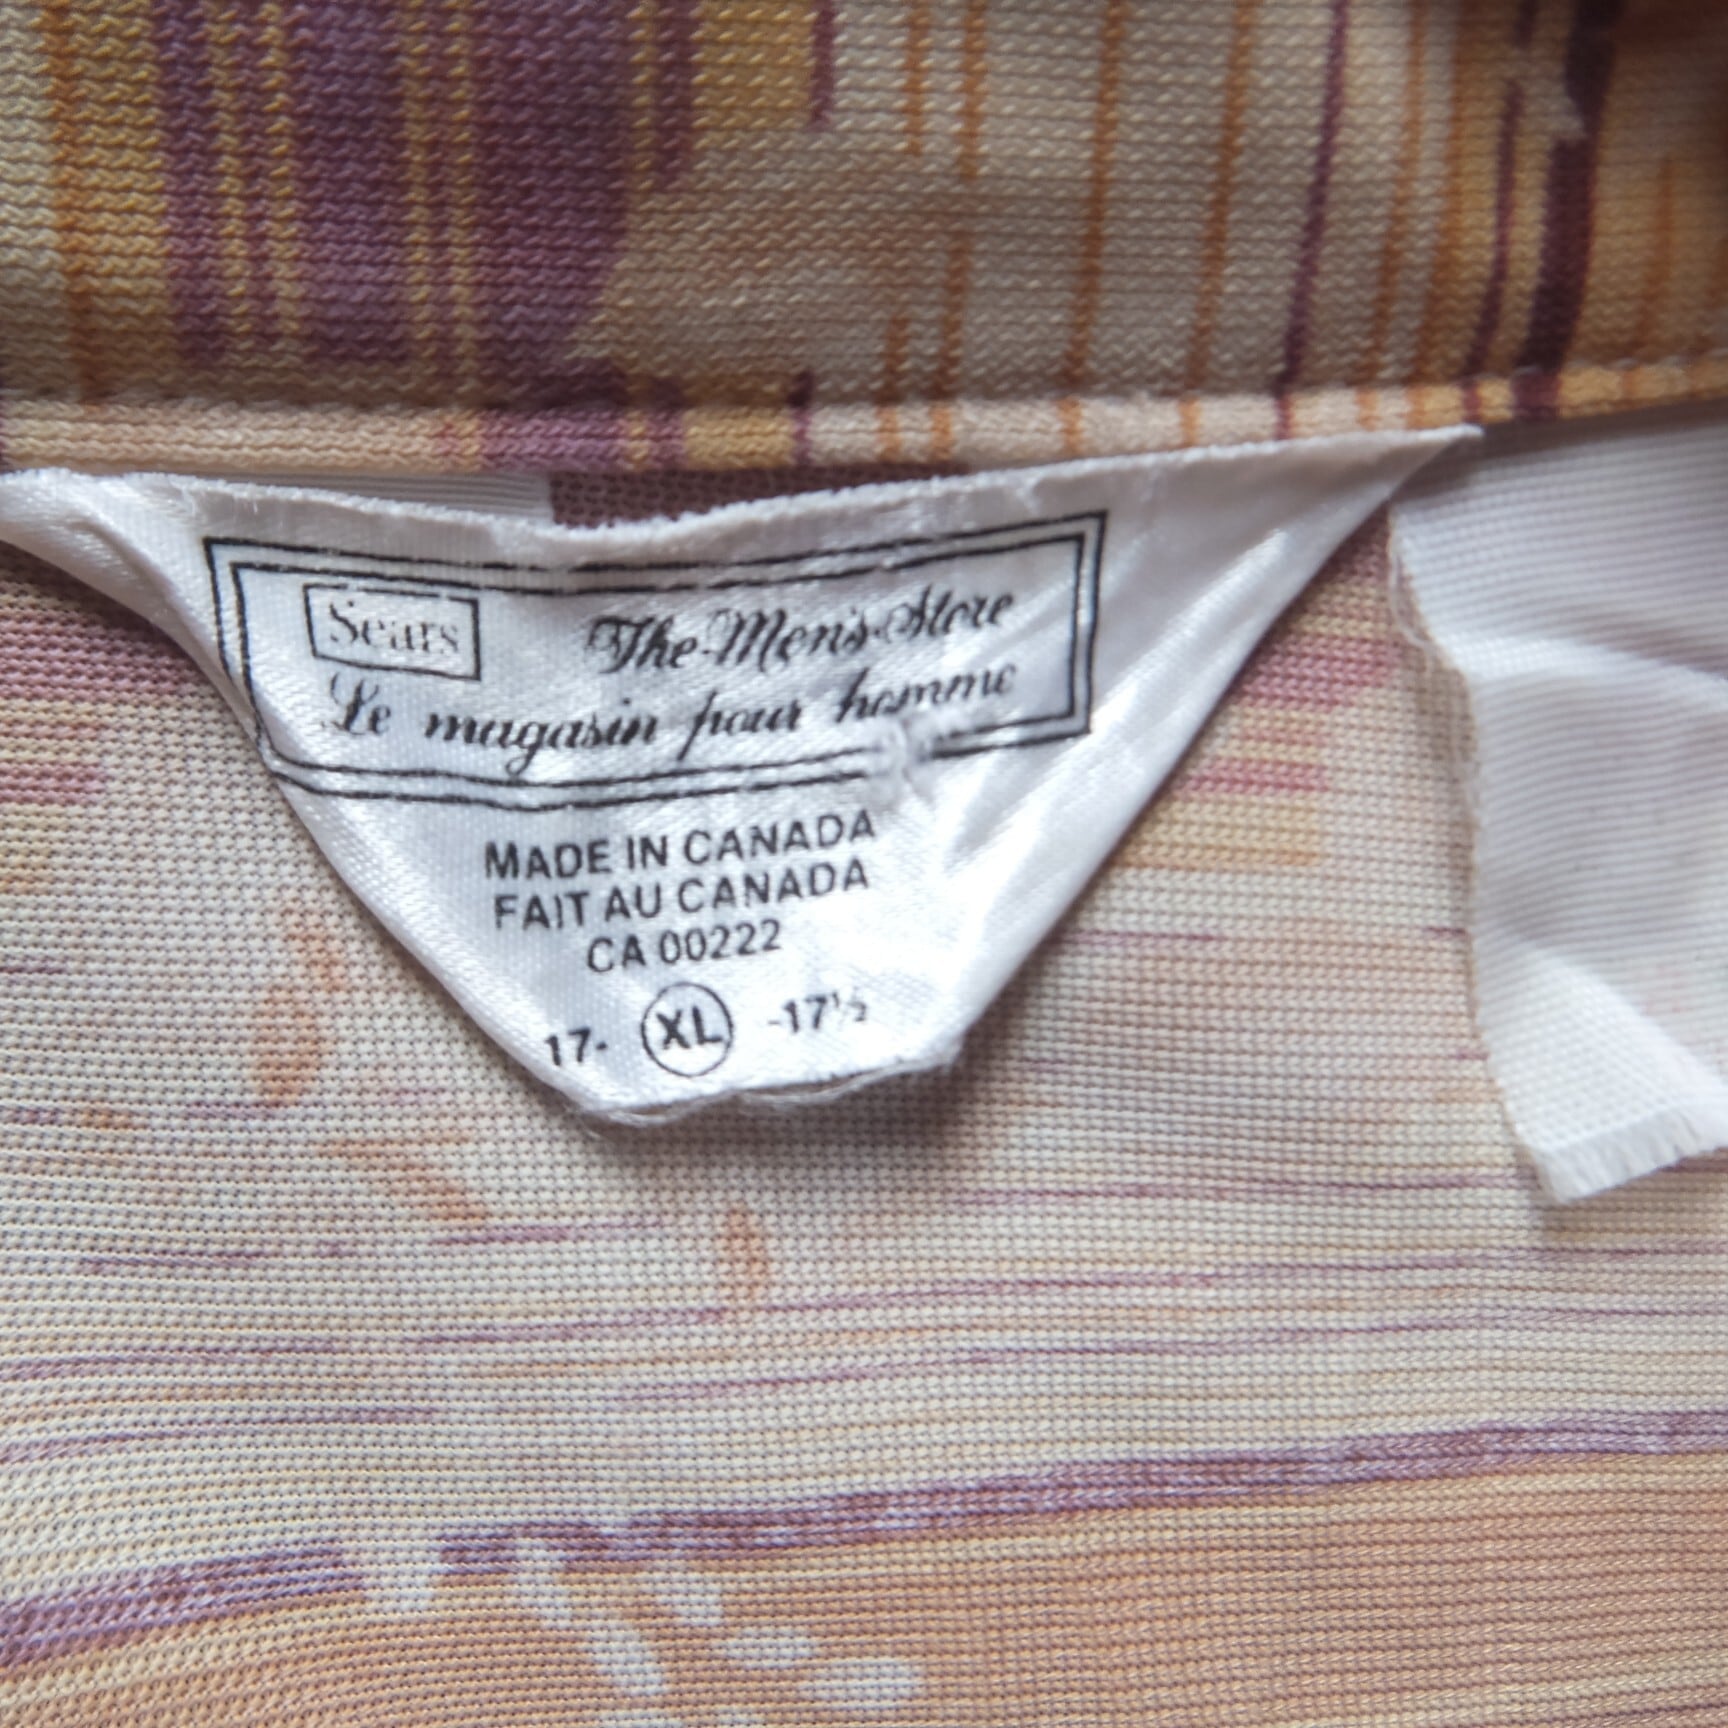 Sears The Men's Store
Le magasin pour homme
MADE IN CANADA
FAIT AU CANADA
CA 00222
17- XL -17½